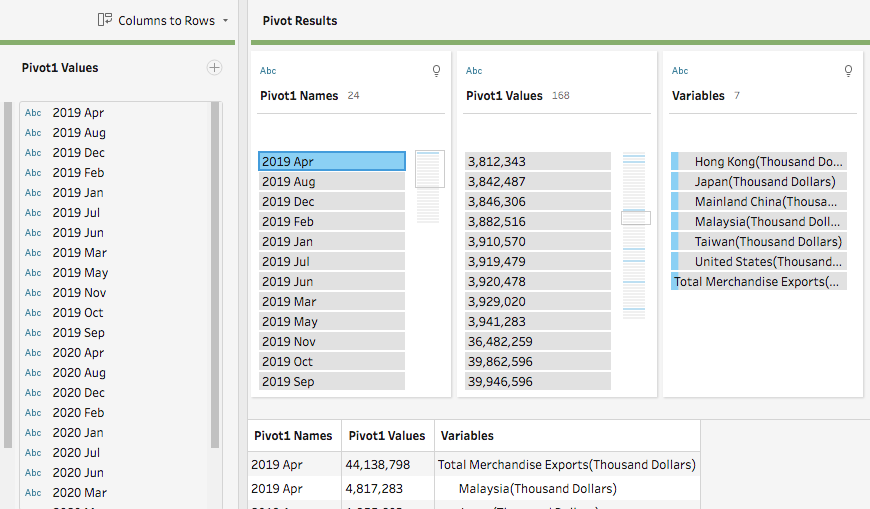 Columns to Rows
Pivot1 Values
Abc 2019 Apr
Abc 2019 Aug
Abc 2019 Dec
Abc 2019 Feb
Abc 2019 Jan
Abc 2019 Jul
Abc 2019 Jun
Abc 2019 Mar
Abc 2019 May
Abc 2019 Nov
Abc 2019 Oct
Abc 2019 Sep
Abc 2020 Apr
Abc 2020 Aug
Abc 2020 Dec
Abc 2020 Feb
Abc 2020 Jan
Abc 2020 Jul
Abc 2020 Jun
Abc 2020 Mar
Pivot Results
Abc
Pivot1 Names 24
2019 Apr
2019 Aug
2019 Dec
2019 Feb
2019 Jan
2019 Jul
2019 Jun
2019 Mar
2019 May
2019 Nov
2019 Oct
2019 Sep
Abc
Pivot1 Values 168
3,812,343
3,842,487
3,846,306
3,882,516
3,910,570
3,919,479
3,920,478
3,929,020
3,941,283
36,482,259
39,862,596
39,946,596
Abc
Variables 7
Hong Kong(Thousand Do...
Japan(Thousand Dollars)
Mainland China(Thousa...
Malaysia(Thousand Doll...
Taiwan(Thousand Dollars)
United States(Thousand...
Total Merchandise Exports(...
Pivot1 Names Pivot1 Values Variables
2019 Apr 44,138,798 Total Merchandise Exports(Thousand Dollars)
2019 Apr 4,817,283 Malaysia(Thousand Dollars)